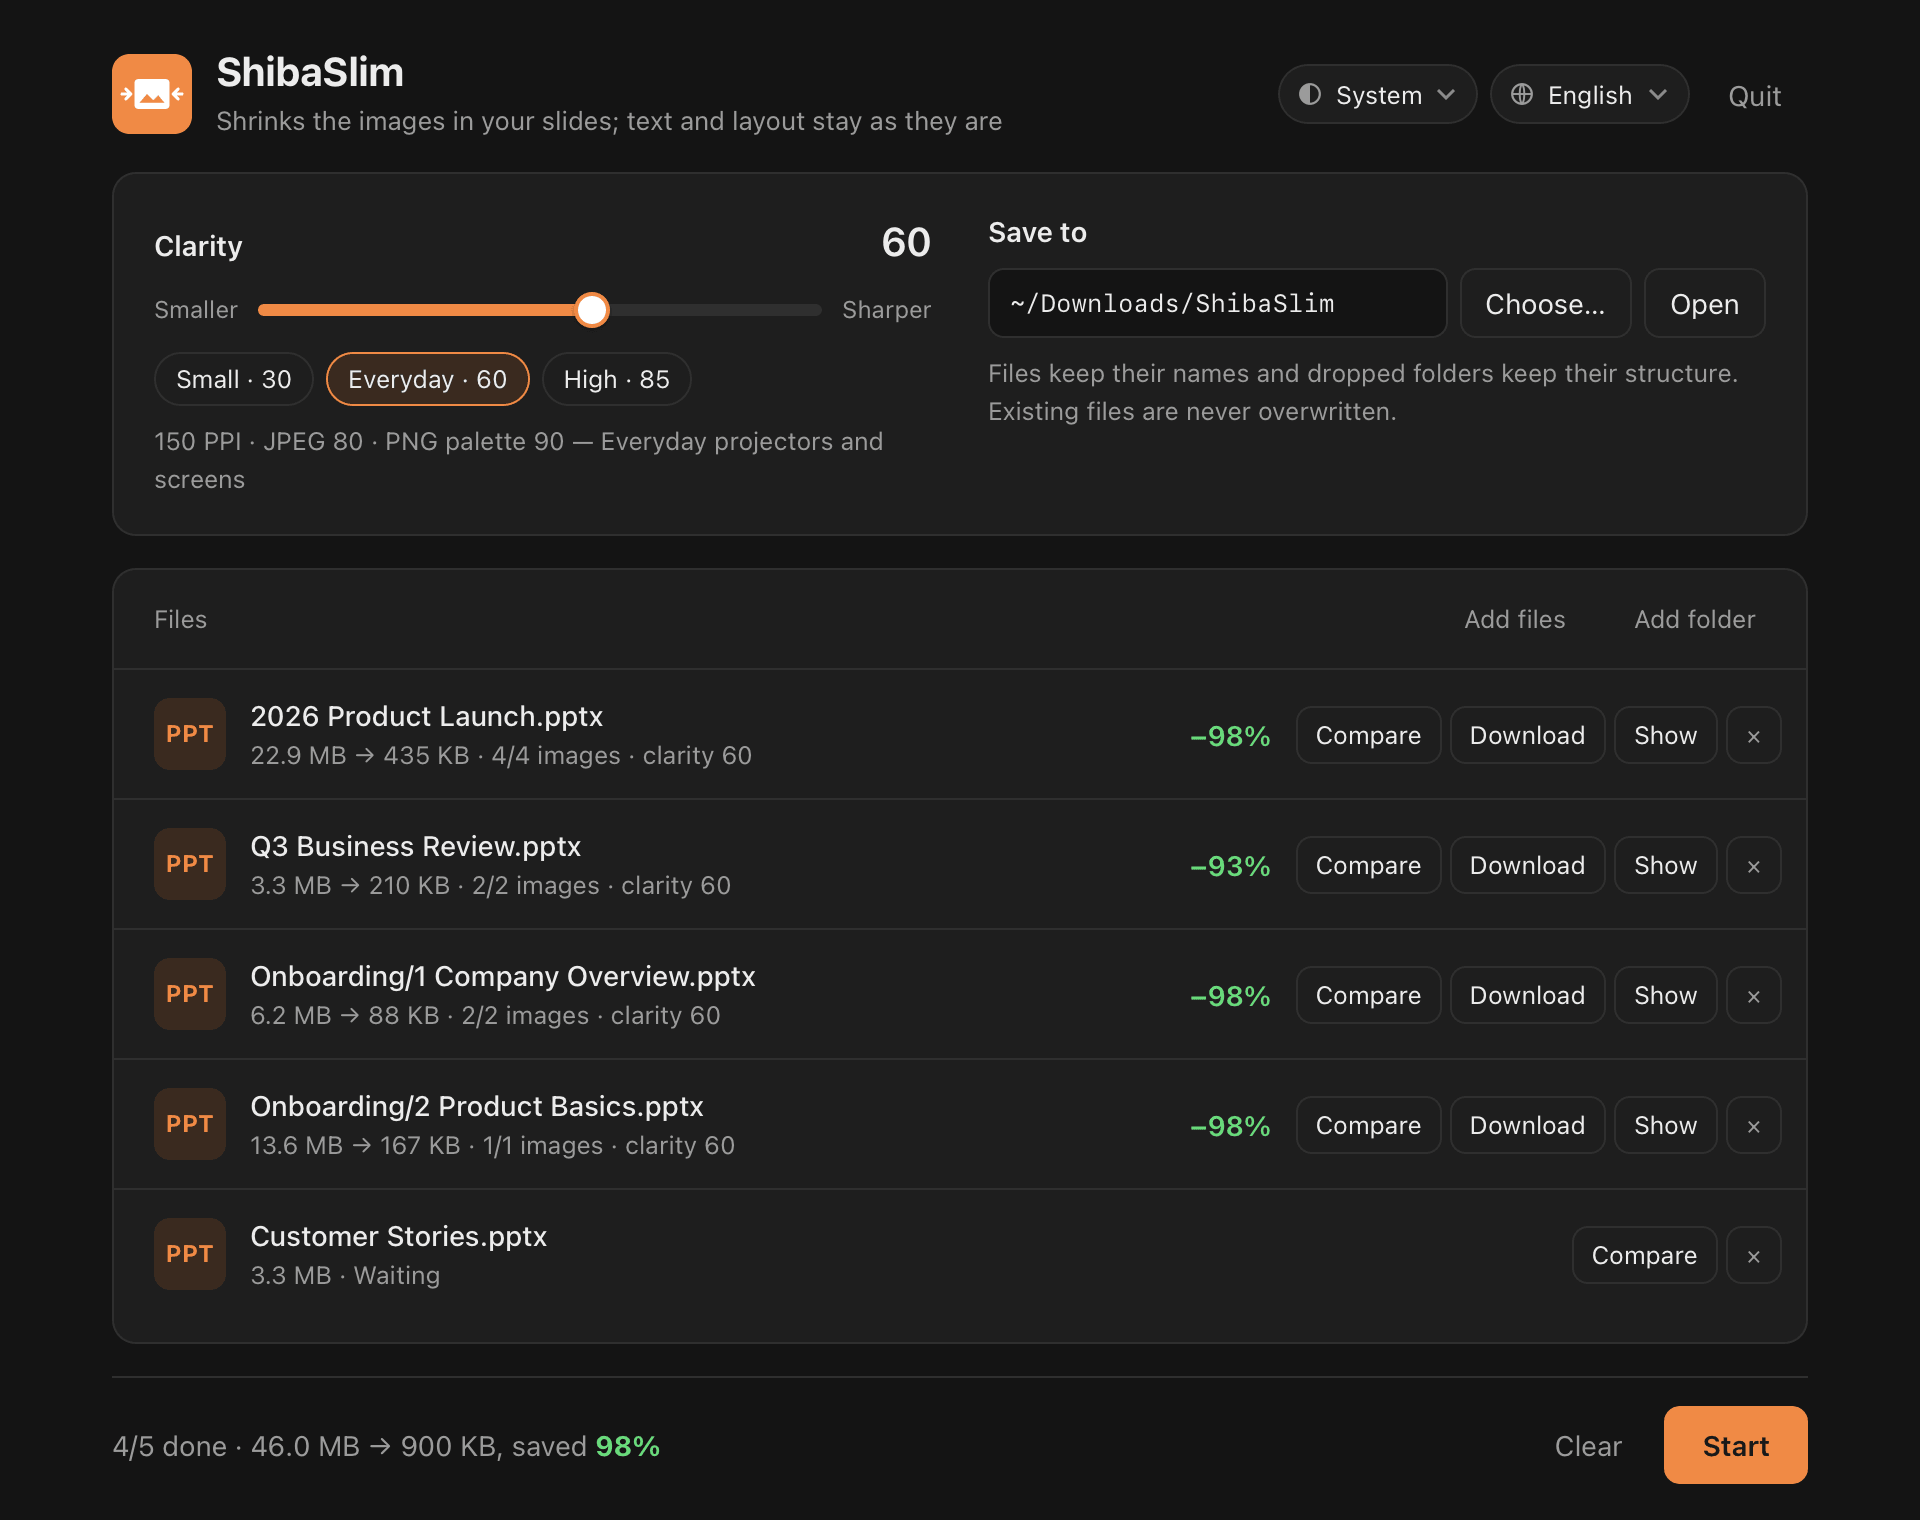 ShibaSlim
Shrinks the images in your slides; text and layout stay as they are
System
English
Quit
Clarity
60
Smaller
Sharper
Small · 30
Everyday · 60
High · 85
150 PPI · JPEG 80 · PNG palette 90 — Everyday projectors and
screens
Save to
~/Downloads/ShibaSlim
Choose...
Open
Files keep their names and dropped folders keep their structure.
Existing files are never overwritten.
Files
Add files
Add folder
PPT
2026 Product Launch.pptx
22.9 MB → 435 KB · 4/4 images · clarity 60
−98%
Compare
Download
Show
×
PPT
Q3 Business Review.pptx
3.3 MB → 210 KB · 2/2 images · clarity 60
−93%
Compare
Download
Show
×
PPT
Onboarding/1 Company Overview.pptx
6.2 MB → 88 KB · 2/2 images · clarity 60
−98%
Compare
Download
Show
×
PPT
Onboarding/2 Product Basics.pptx
13.6 MB → 167 KB · 1/1 images · clarity 60
−98%
Compare
Download
Show
×
PPT
Customer Stories.pptx
3.3 MB · Waiting
Compare
×
4/5 done · 46.0 MB → 900 KB, saved 98%
Clear
Start